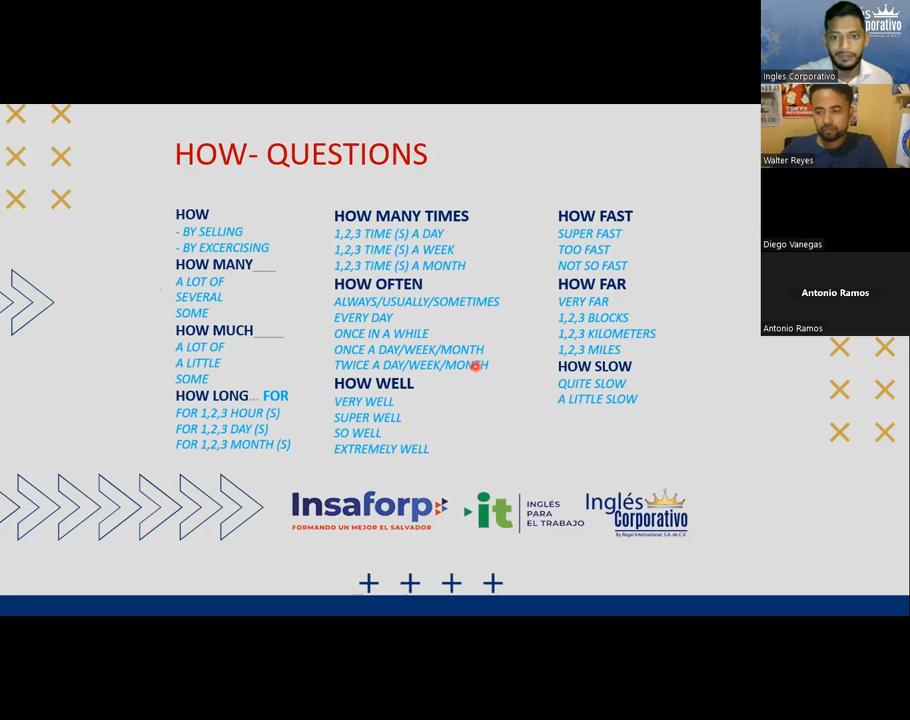 HOW- QUESTIONS
HOW
- BY SELLING
- BY EXCERCISING
HOW MANY___
A LOT OF
SEVERAL
SOME
HOW MUCH____
A LOT OF
A LITTLE
SOME
HOW LONG... FOR
FOR 1,2,3 HOUR (S)
FOR 1,2,3 DAY (S)
FOR 1,2,3 MONTH (S)
HOW MANY TIMES
1,2,3 TIME (S) A DAY
1,2,3 TIME (S) A WEEK
1,2,3 TIME (S) A MONTH
HOW OFTEN
ALWAYS/USUALLY/SOMETIMES
EVERY DAY
ONCE IN A WHILE
ONCE A DAY/WEEK/MONTH
TWICE A DAY/WEEK/MONTH
HOW WELL
VERY WELL
SUPER WELL
SO WELL
EXTREMELY WELL
HOW FAST
SUPER FAST
TOO FAST
NOT SO FAST
HOW FAR
VERY FAR
1,2,3 BLOCKS
1,2,3 KILOMETERS
1,2,3 MILES
HOW SLOW
QUITE SLOW
A LITTLE SLOW
Insaforp
FORMANDO UN MEJOR EL SALVADOR
it
INGLÉS
PARA
EL TRABAJO
Inglés
Corporativo
By Regal International, S.A. de C.V.
Ingles Corporativo
Walter Reyes
Diego Vanegas
Antonio Ramos
Antonio Ramos